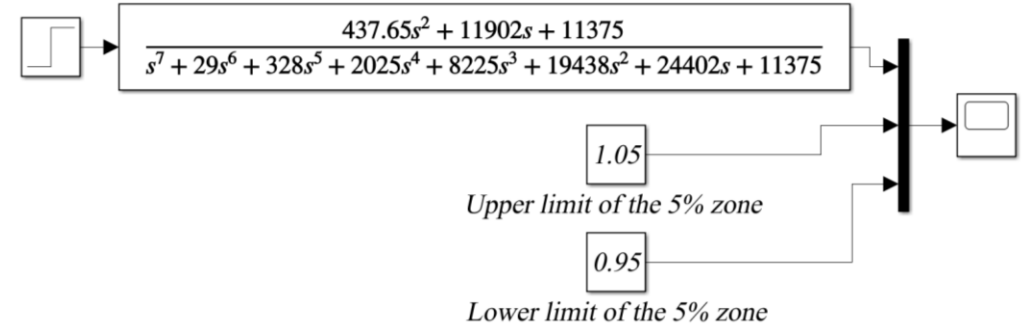 437.65s² + 11902s + 11375
s⁷ + 29s⁶ + 328s⁵ + 2025s⁴ + 8225s³ + 19438s² + 24402s + 11375
1.05
Upper limit of the 5% zone
0.95
Lower limit of the 5% zone